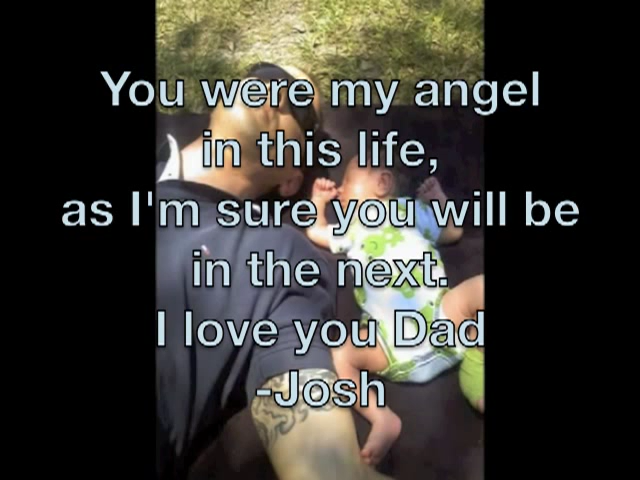 You were my angel
in this life,
as I'm sure you will be
in the next.
I love you Dad
-Josh